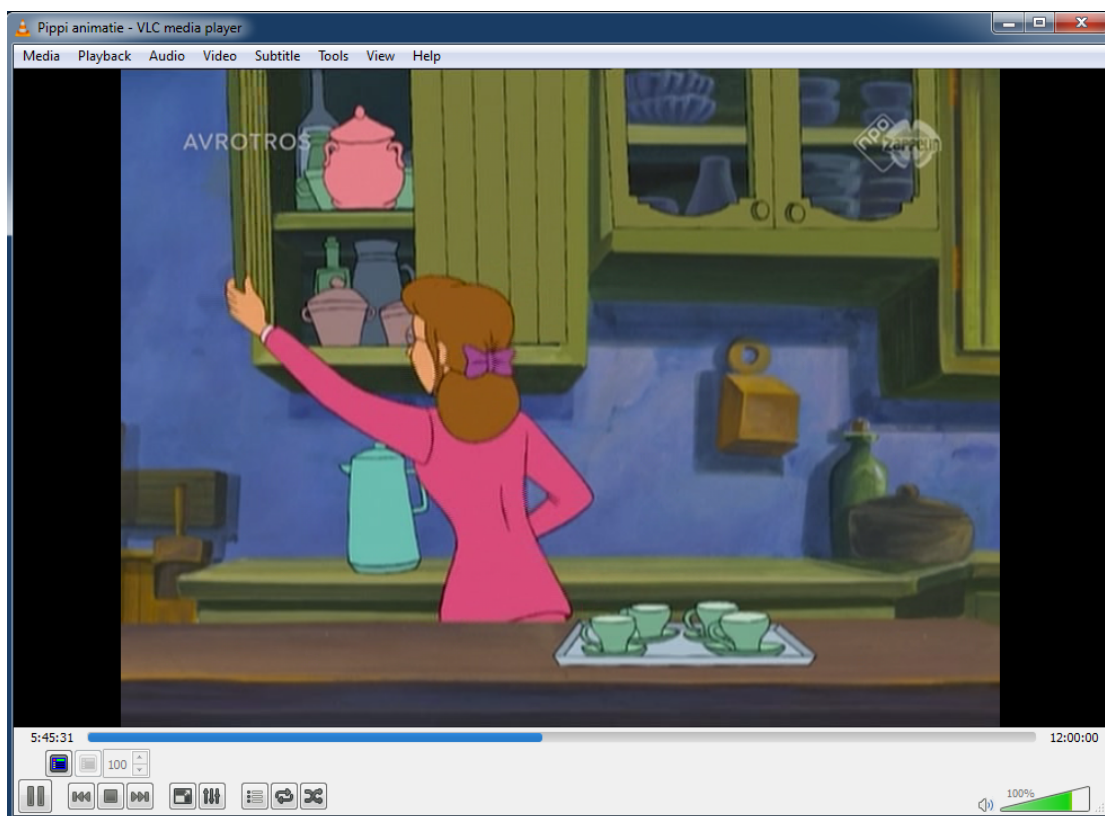 Pippi animatie - VLC media player
Media Playback Audio Video Subtitle Tools View Help
AVROTROS
npo
zappelin
5:45:31
12:00:00
100
100%